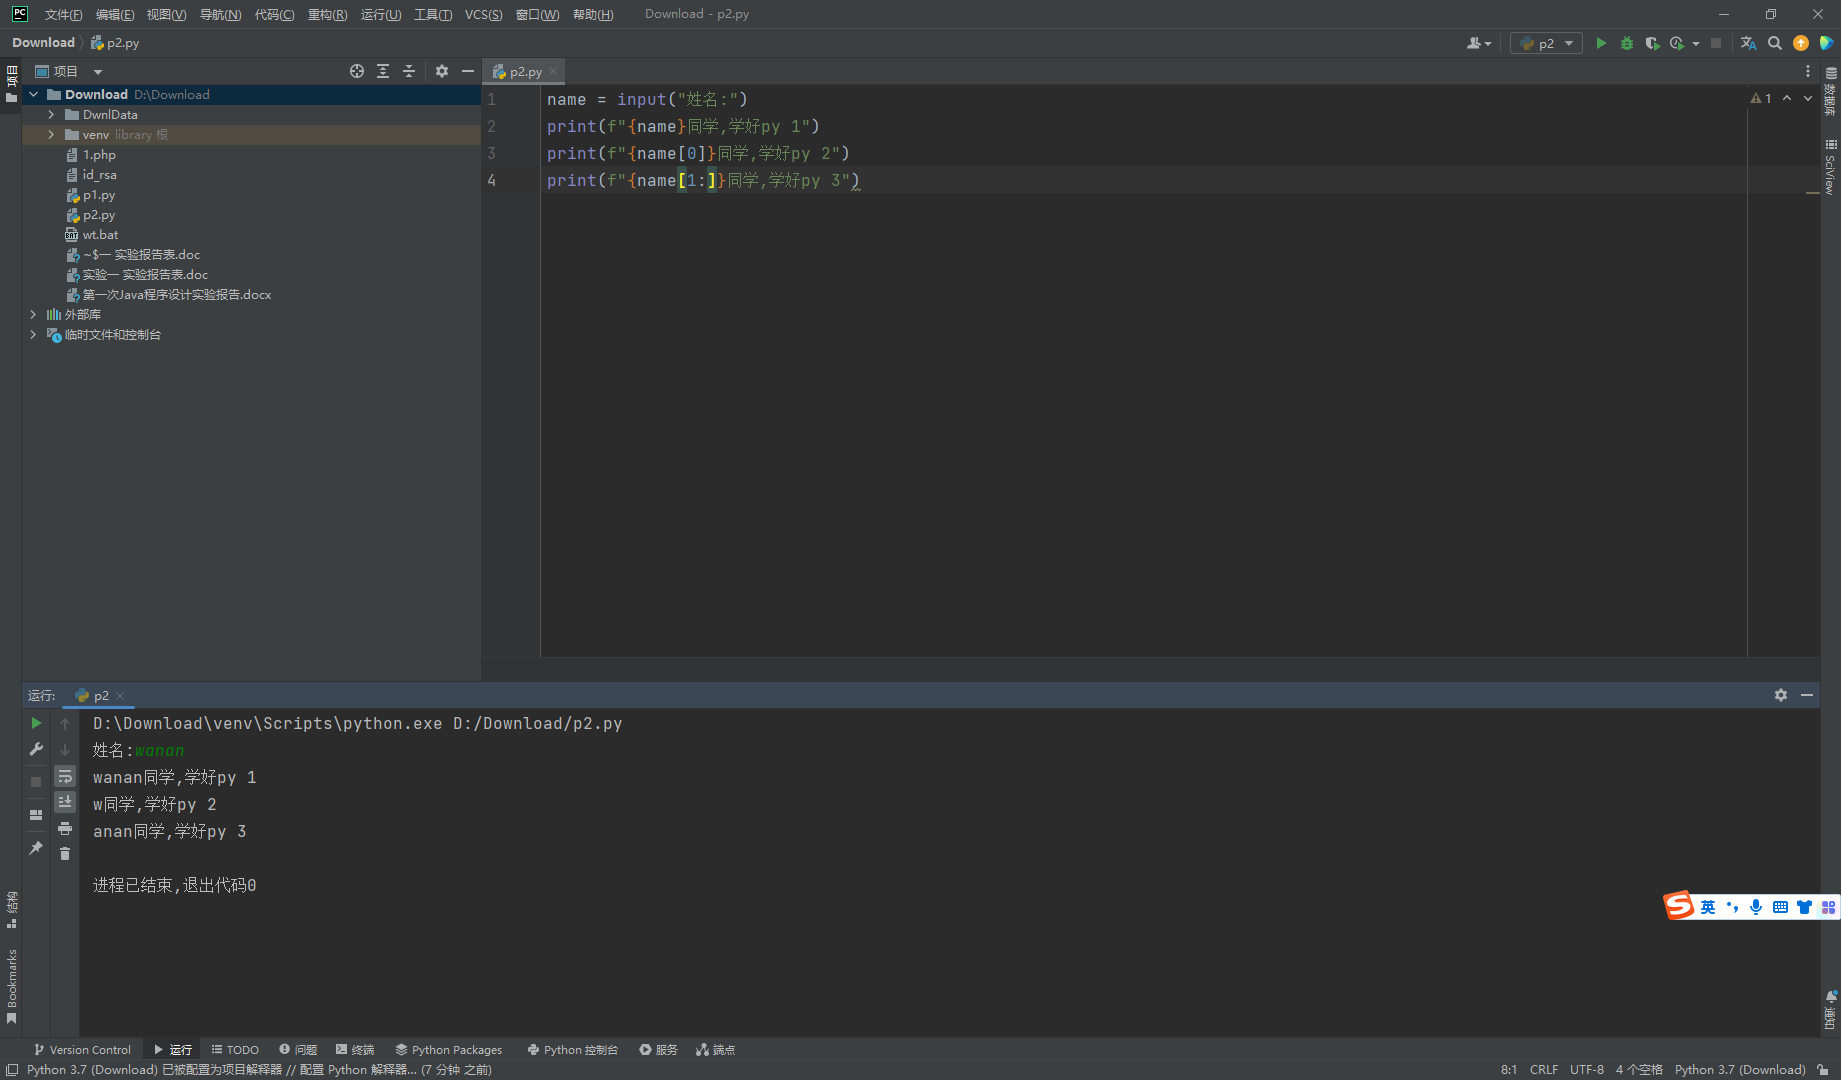 PC 文件(F) 编辑(E) 视图(V) 导航(N) 代码(C) 重构(R) 运行(U) 工具(T) VCS(S) 窗口(W) 帮助(H) Download - p2.py
Download p2.py p2
项目
项目
p2.py
Download D:\Download
DwnlData
venv library 根
1.php
id_rsa
p1.py
p2.py
wt.bat
~$一 实验报告表.doc
实验一 实验报告表.doc
第一次Java程序设计实验报告.docx
外部库
临时文件和控制台
1 name = input("姓名:")
2 print(f"{name}同学,学好py 1")
3 print(f"{name[0]}同学,学好py 2")
4 print(f"{name[1:]}同学,学好py 3")
1
数据库
SciView
运行: p2
D:\Download\venv\Scripts\python.exe D:/Download/p2.py
姓名:wanan
wanan同学,学好py 1
w同学,学好py 2
anan同学,学好py 3
进程已结束,退出代码0
结构
Bookmarks
S 英
通知
Version Control 运行 TODO 问题 终端 Python Packages Python 控制台 服务 端点
Python 3.7 (Download) 已被配置为项目解释器 // 配置 Python 解释器... (7 分钟 之前) 8:1 CRLF UTF-8 4 个空格 Python 3.7 (Download)